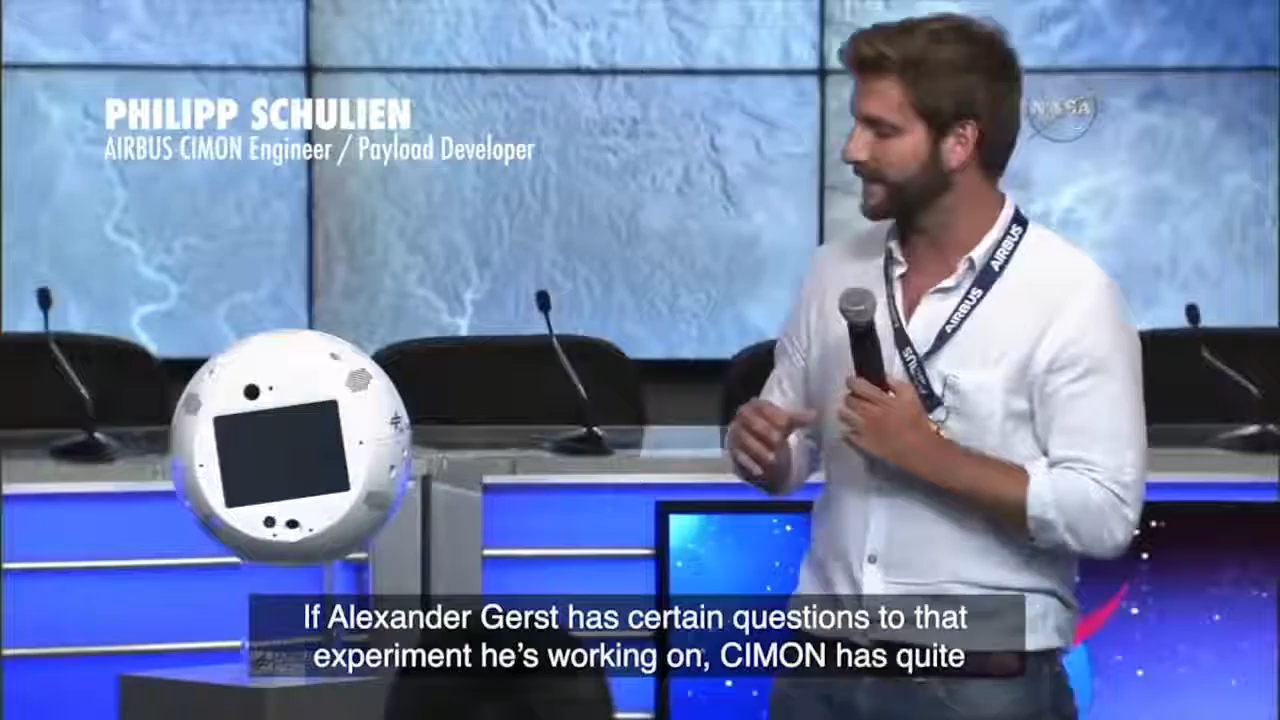 PHILIPP SCHULIEN
AIRBUS CIMON Engineer / Payload Developer
NASA
AIRBUS
AIRBUS
If Alexander Gerst has certain questions to that
experiment he's working on, CIMON has quite